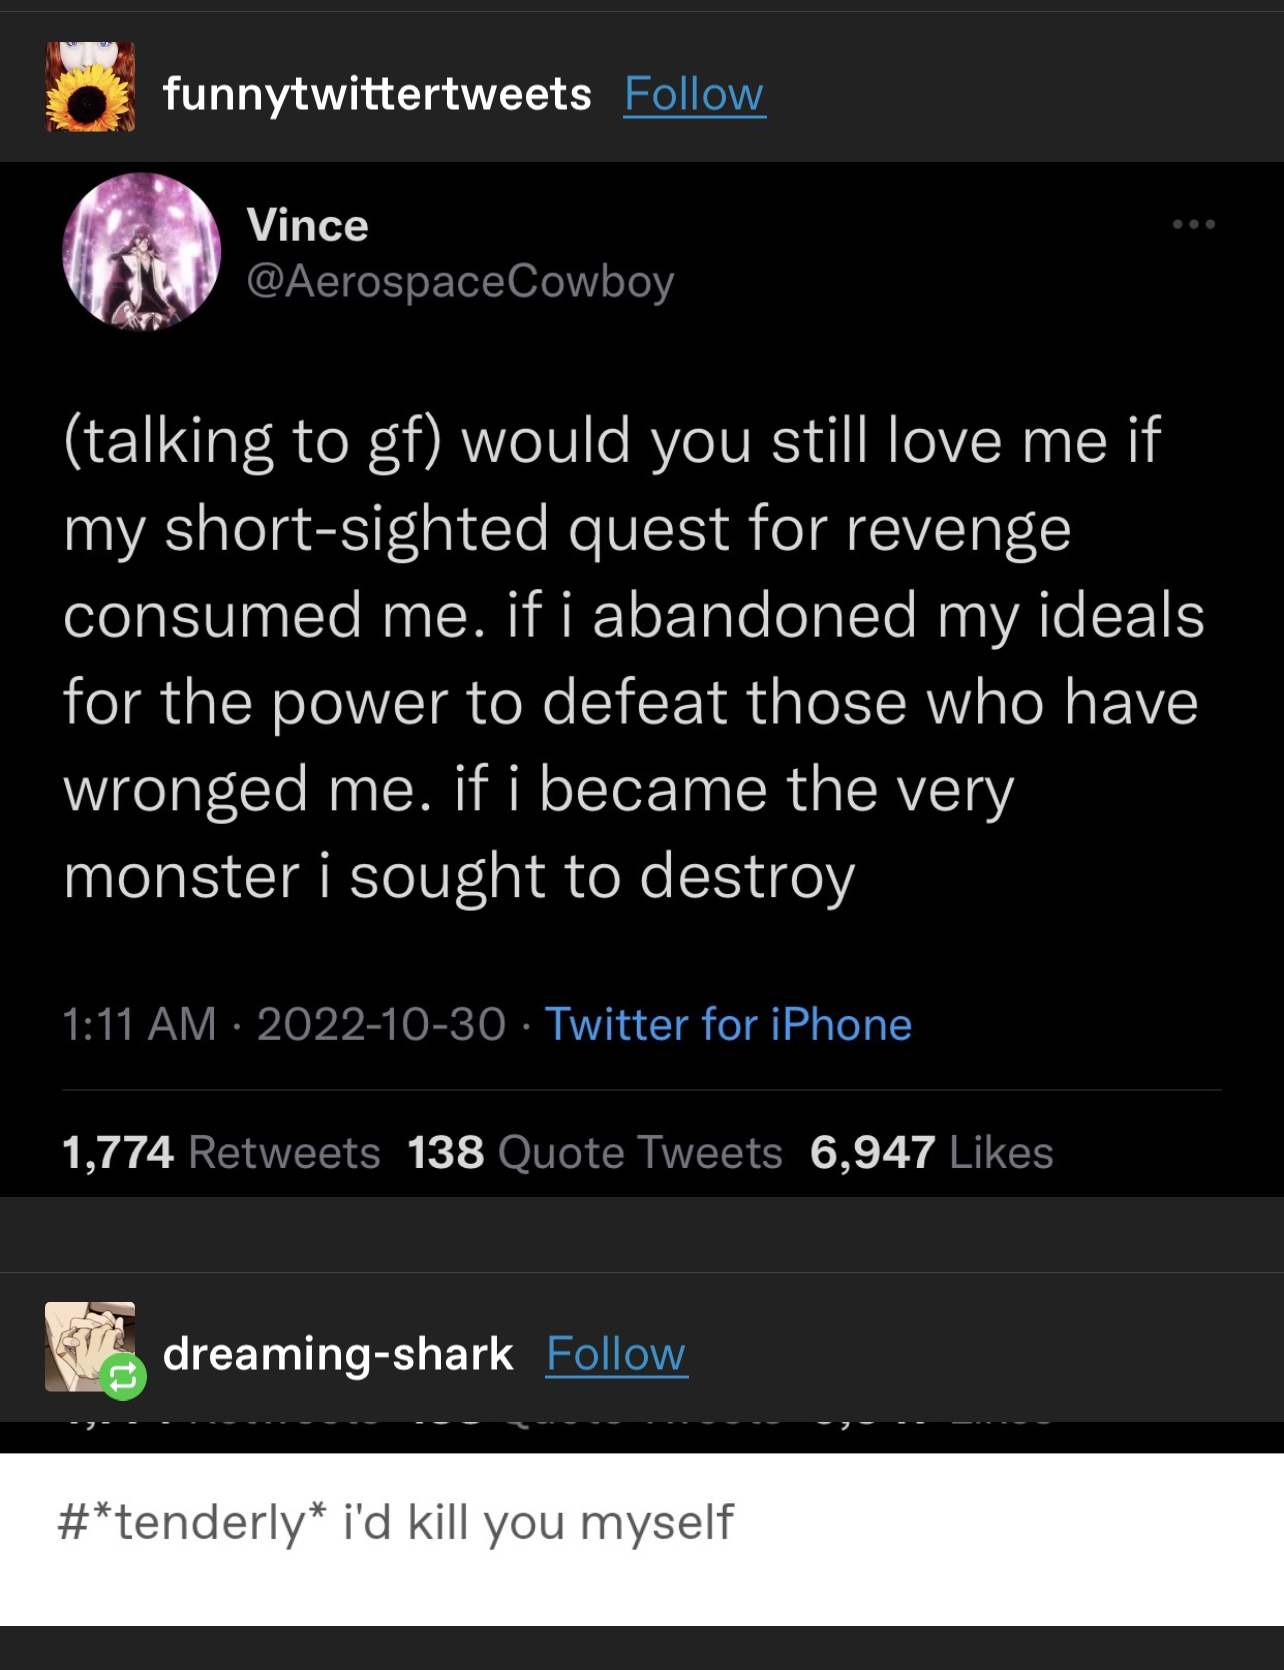 funnytwittertweets Follow
Vince
@AerospaceCowboy
(talking to gf) would you still love me if
my short-sighted quest for revenge
consumed me. if i abandoned my ideals
for the power to defeat those who have
wronged me. if i became the very
monster i sought to destroy
1:11 AM · 2022-10-30 · Twitter for iPhone
1,774 Retweets 138 Quote Tweets 6,947 Likes
dreaming-shark Follow
#*tenderly* i'd kill you myself